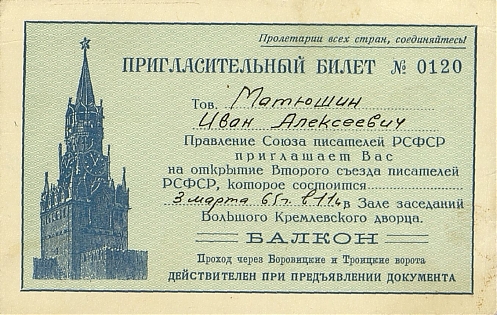 Пролетарии всех стран, соединяйтесь!
ПРИГЛАСИТЕЛЬНЫЙ БИЛЕТ № 0120
Тов. Матюшин
Иван Алексеевич
Правление Союза писателей РСФСР
приглашает Вас
на открытие Второго съезда писателей
РСФСР, которое состоится
3 марта 65 г. в 11 ч. в Зале заседаний
Большого Кремлевского дворца.
БАЛКОН
Проход через Боровицкие и Троицкие ворота
ДЕЙСТВИТЕЛЕН ПРИ ПРЕДЪЯВЛЕНИИ ДОКУМЕНТА